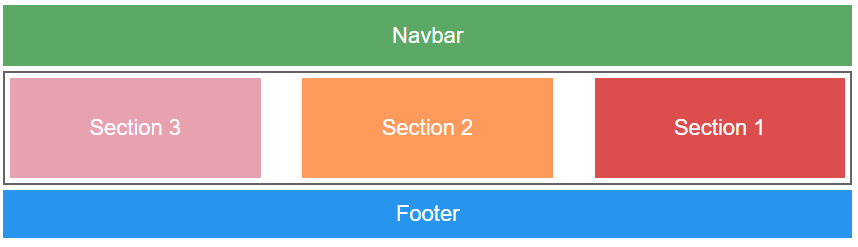 Navbar
Section 3
Section 2
Section 1
Footer